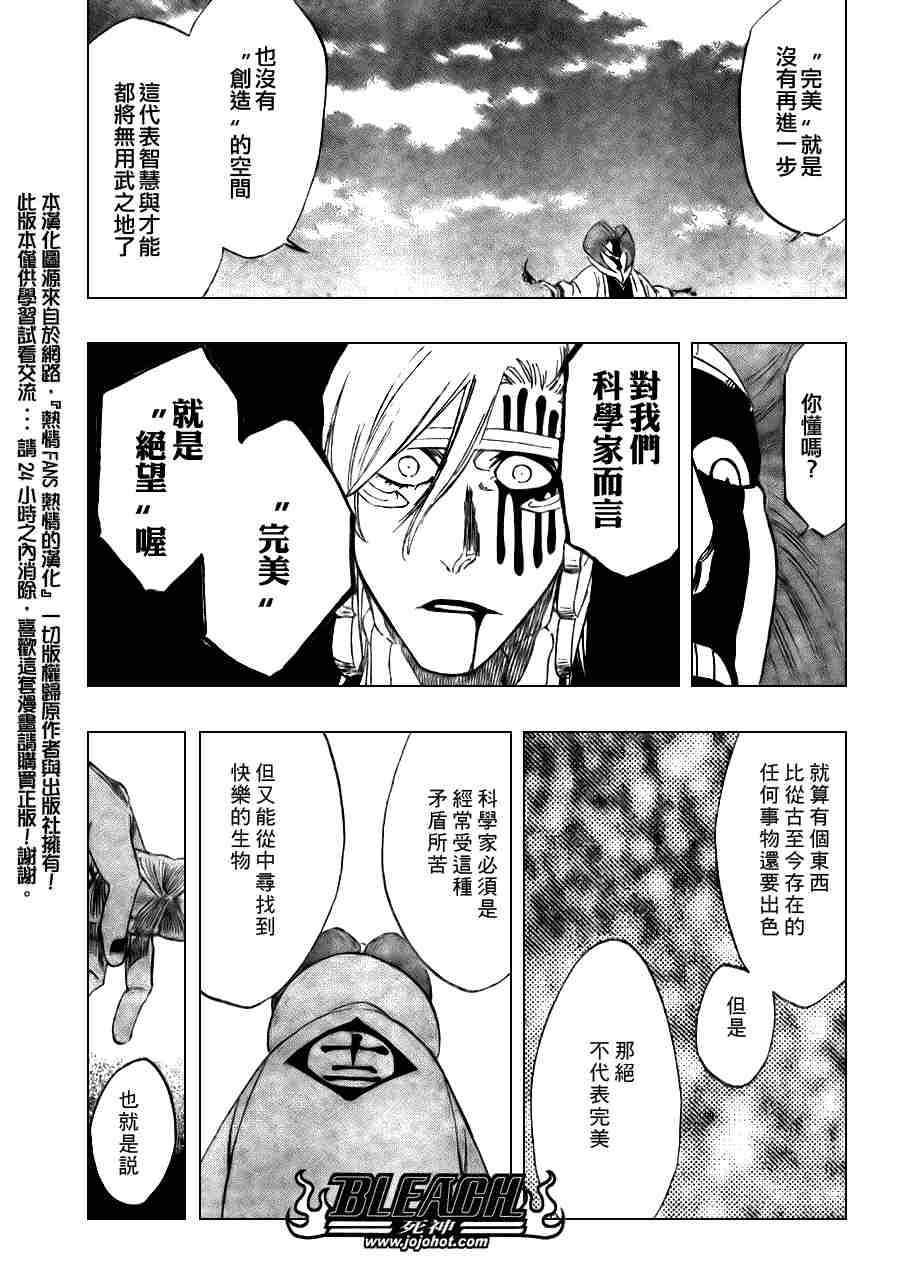 “完美”就是
沒有再進一步
也沒有
“創造”的空間
這代表智慧與才能
都將無用武之地了
你懂嗎？
對我們
科學家而言
“完美”
就是
“絕望”喔
就算有個東西
比從古至今存在的
任何事物還要出色
但是
那絕
不代表完美
科學家必須是
經常受這種
矛盾所苦
但又能從中尋找到
快樂的生物
十二
也就是説
本漢化圖源來自於網路．『熱情FANS 熱情的漢化』一切版權歸原作者與出版社擁有！
此版本僅供學習試看交流… 請 24 小時之內消除．喜歡這套漫畫請購買正版！謝謝。
BLEACH
死神
www.jojohot.com